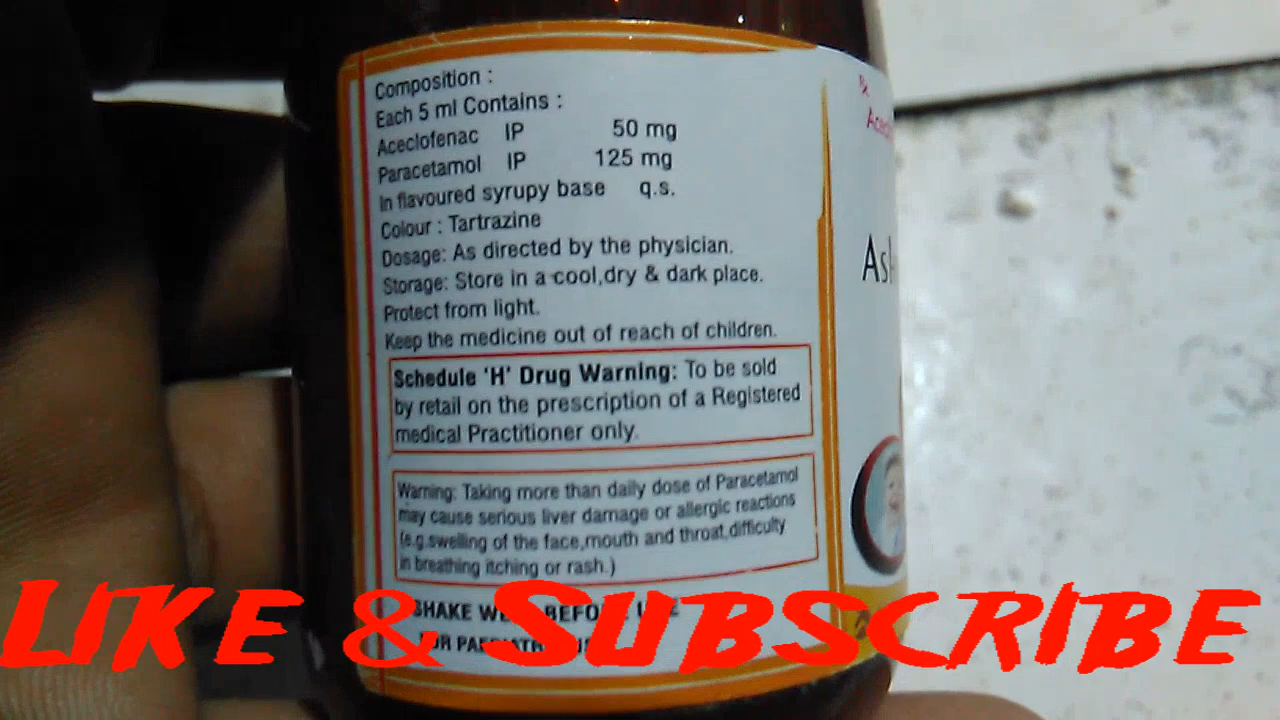 Composition :
Each 5 ml Contains :
Aceclofenac IP 50 mg
Paracetamol IP 125 mg
In flavoured syrupy base q.s.
Colour : Tartrazine
Dosage: As directed by the physician.
Storage: Store in a cool,dry & dark place.
Protect from light.
Keep the medicine out of reach of children.
Schedule 'H' Drug Warning: To be sold
by retail on the prescription of a Registered
medical Practitioner only.
Warning: Taking more than daily dose of Paracetamol
may cause serious liver damage or allergic reactions
(e.g.swelling of the face,mouth and throat,difficulty
in breathing itching or rash.)
SHAKE
LIKE & SUBSCRIBE
Rx